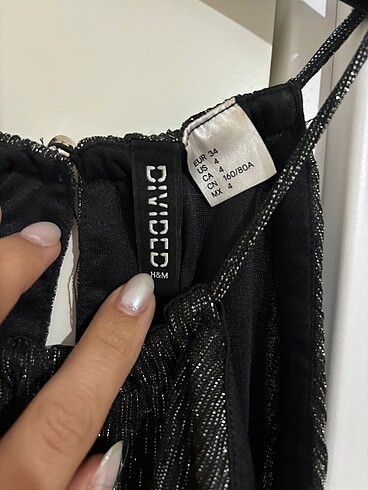 DIVIDED
H&M
EUR 34
US 4
CA 4
CN 160/80A
MX 4